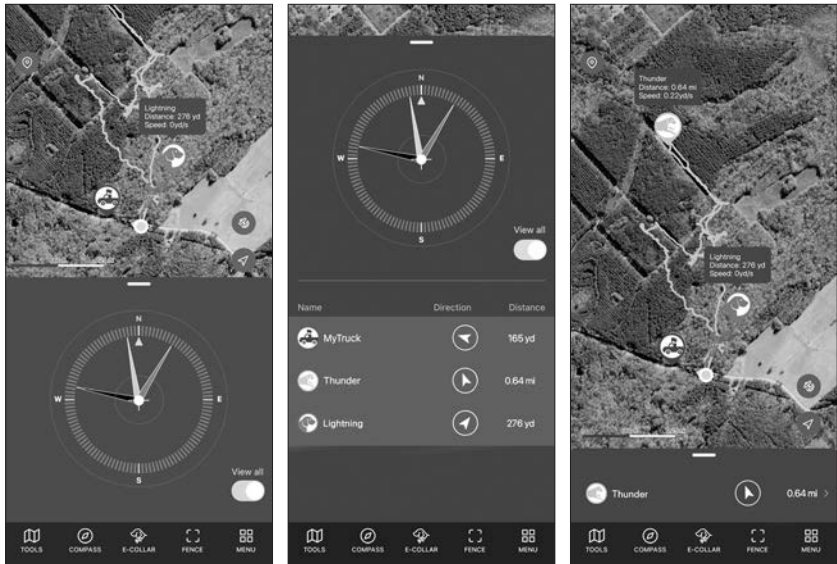 Lightning
Distance: 276 yd
Speed: 0yd/s
N
W
E
S
View all
TOOLS
COMPASS
E-COLLAR
FENCE
MENU
N
W
E
S
View all
Name Direction Distance
MyTruck 165 yd
Thunder 0.64 mi
Lightning 276 yd
TOOLS
COMPASS
E-COLLAR
FENCE
MENU
Thunder
Distance: 0.64 mi
Speed: 0.22yd/s
Lightning
Distance: 276 yd
Speed: 0yd/s
Thunder 0.64 mi
TOOLS
COMPASS
E-COLLAR
FENCE
MENU